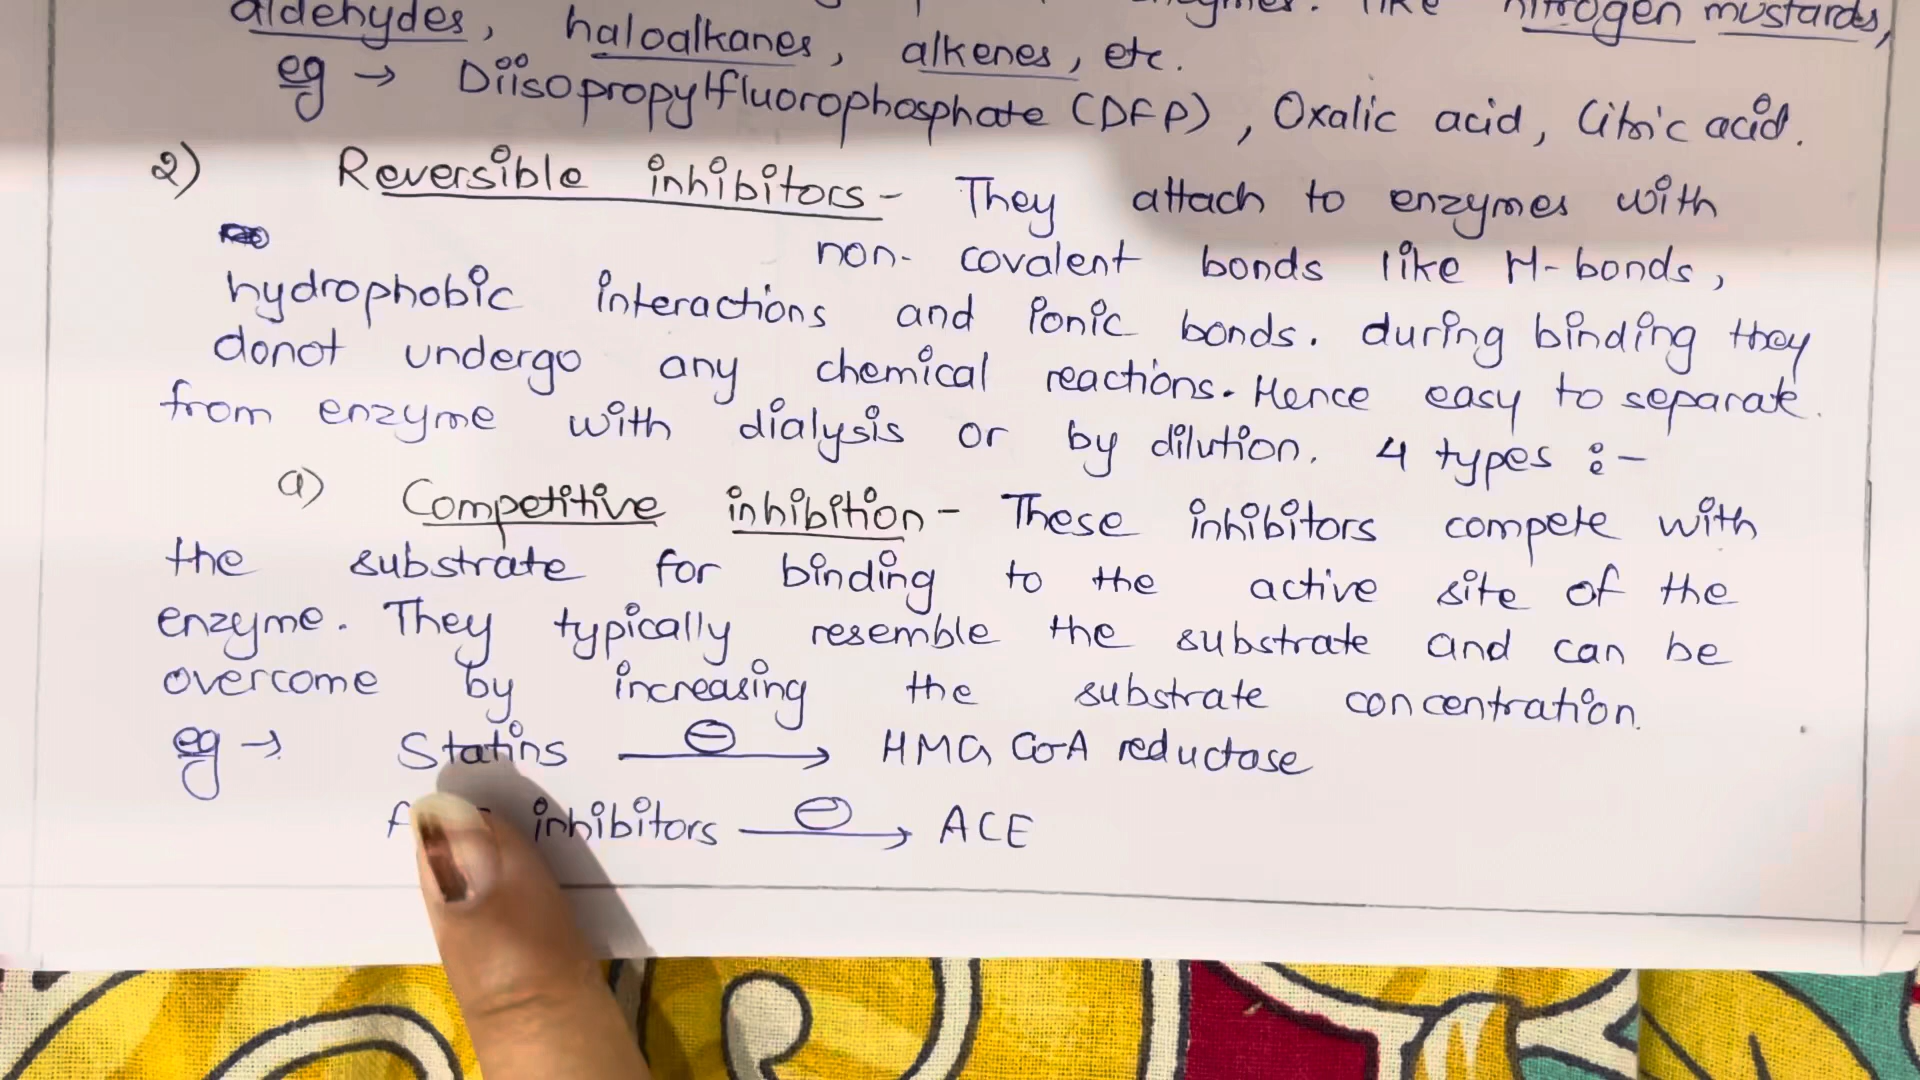 aldehydes, haloalkanes, alkenes, etc. like nitrogen mustards,
eg → Diisopropylfluorophosphate (DFP), Oxalic acid, Citric acid.
2) Reversible inhibitors - They attach to enzymes with
non-covalent bonds like H-bonds,
hydrophobic interactions and ionic bonds. during binding they
donot undergo any chemical reactions. Hence easy to separate
from enzyme with dialysis or by dilution. 4 types :-
a) Competitive inhibition - These inhibitors compete with
the substrate for binding to the active site of the
enzyme. They typically resemble the substrate and can be
overcome by increasing the substrate concentration.
eg → Statins ⊖→ HMG CoA reductase
inhibitors ⊖→ ACE